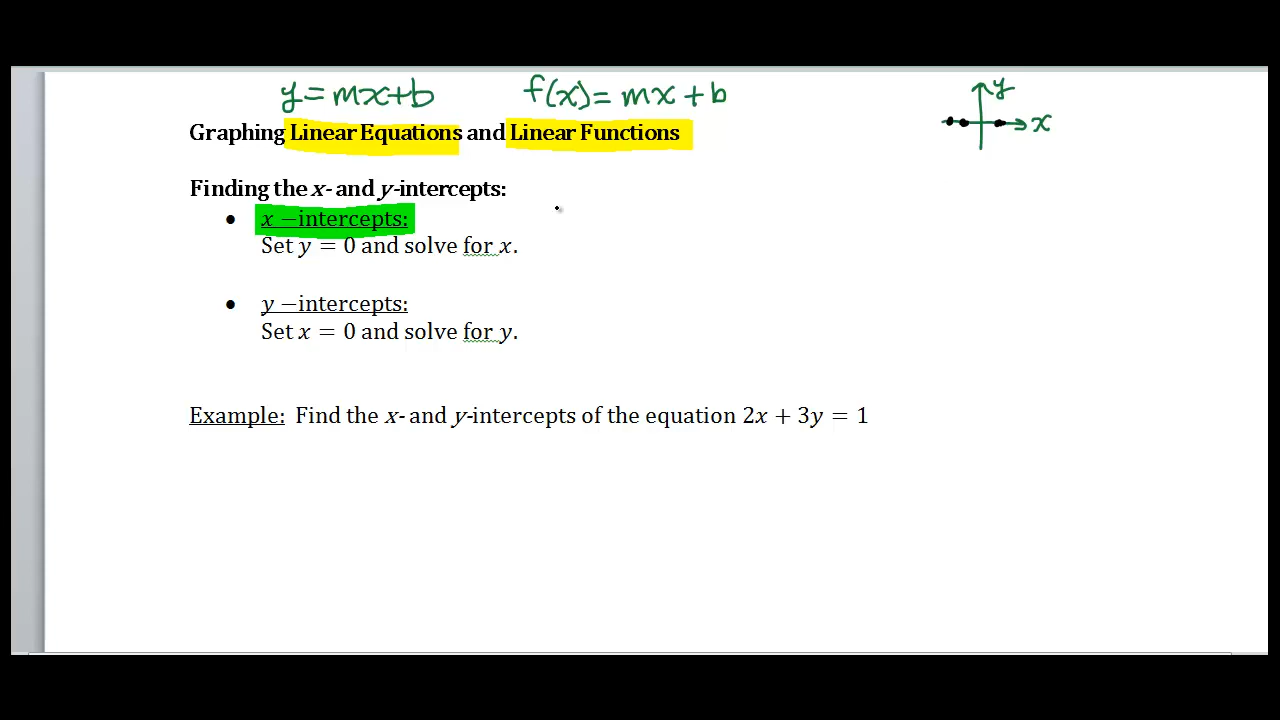 y = mx+b f(x) = mx + b
y
x
Graphing Linear Equations and Linear Functions
Finding the x- and y-intercepts:
• x −intercepts:
Set y = 0 and solve for x.
• y −intercepts:
Set x = 0 and solve for y.
Example: Find the x- and y-intercepts of the equation 2x + 3y = 1